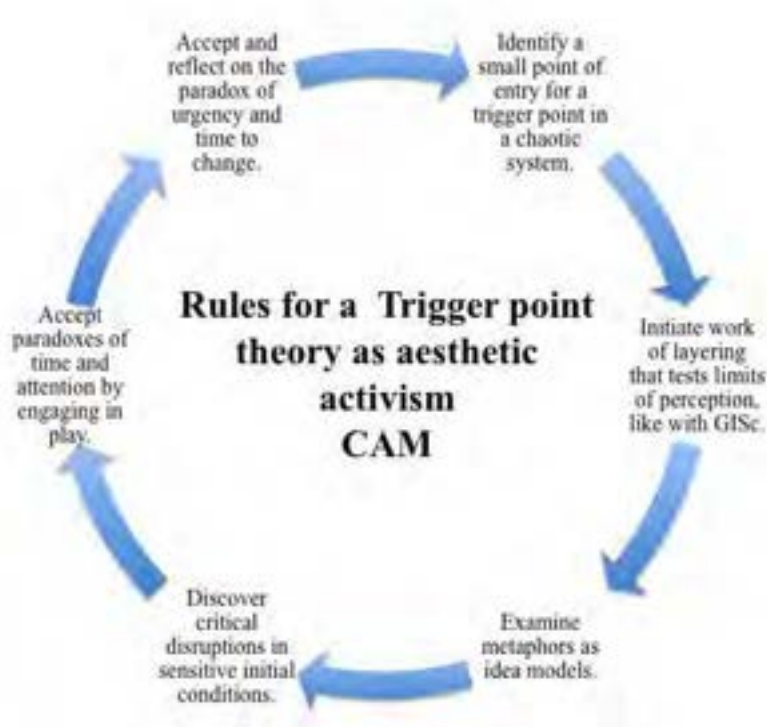 Accept and
reflect on the
paradox of
urgency and
time to
change.
Identify a
small point of
entry for a
trigger point in
a chaotic
system.
Initiate work
of layering
that tests limits
of perception,
like with GISc.
Examine
metaphors as
idea models.
Discover
critical
disruptions in
sensitive initial
conditions.
Accept
paradoxes of
time and
attention by
engaging in
play.
Rules for a Trigger point
theory as aesthetic
activism
CAM